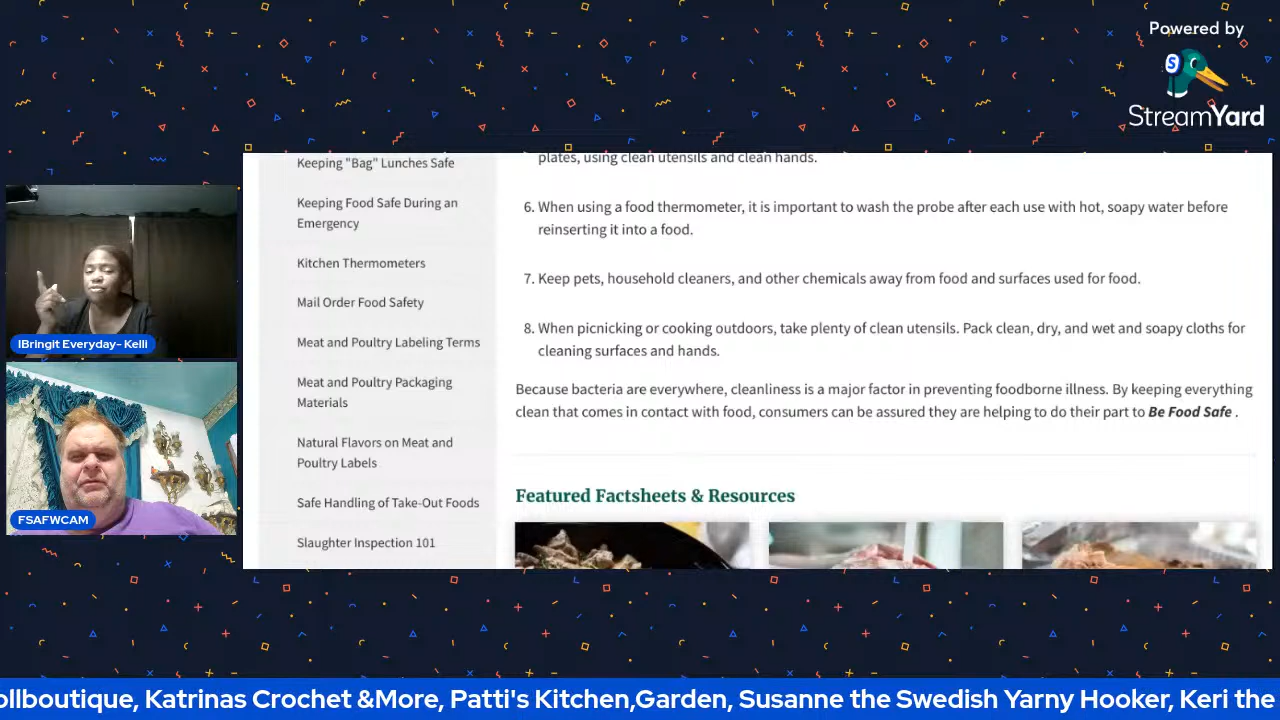 Powered by
StreamYard
Keeping "Bag" Lunches Safe
Keeping Food Safe During an
Emergency
Kitchen Thermometers
Mail Order Food Safety
Meat and Poultry Labeling Terms
Meat and Poultry Packaging
Materials
Natural Flavors on Meat and
Poultry Labels
Safe Handling of Take-Out Foods
Slaughter Inspection 101
plates, using clean utensils and clean hands.
6. When using a food thermometer, it is important to wash the probe after each use with hot, soapy water before
reinserting it into a food.
7. Keep pets, household cleaners, and other chemicals away from food and surfaces used for food.
8. When picnicking or cooking outdoors, take plenty of clean utensils. Pack clean, dry, and wet and soapy cloths for
cleaning surfaces and hands.
Because bacteria are everywhere, cleanliness is a major factor in preventing foodborne illness. By keeping everything
clean that comes in contact with food, consumers can be assured they are helping to do their part to Be Food Safe .
Featured Factsheets & Resources
IBringit Everyday- Kelli
FSAFWCAM
ollboutique, Katrinas Crochet &More, Patti's Kitchen,Garden, Susanne the Swedish Yarny Hooker, Keri the